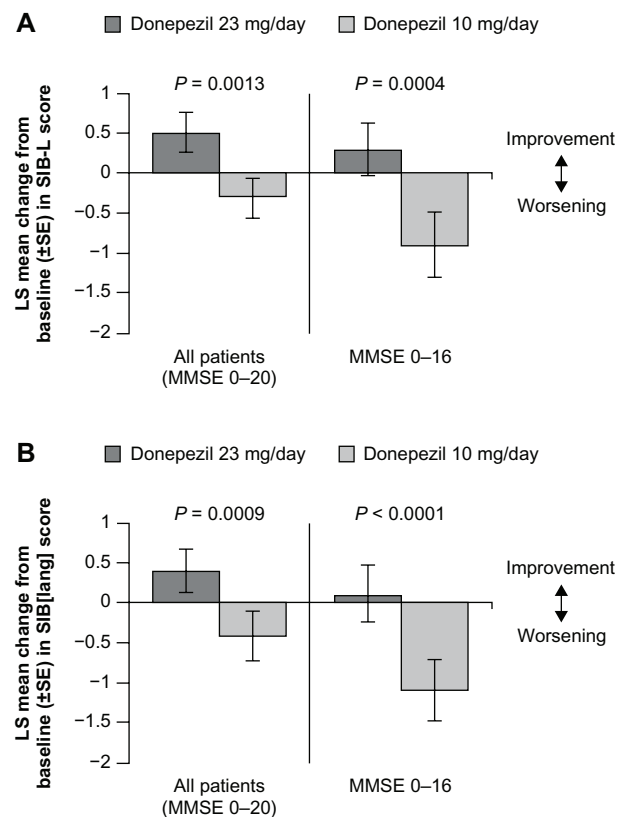 A
Donepezil 23 mg/day Donepezil 10 mg/day
LS mean change from
baseline (±SE) in SIB-L score
1
0.5
0
−0.5
−1
−1.5
−2
P = 0.0013 P = 0.0004
Improvement
Worsening
All patients
(MMSE 0–20)
MMSE 0–16
B
Donepezil 23 mg/day Donepezil 10 mg/day
LS mean change from
baseline (±SE) in SIB[lang] score
1
0.5
0
−0.5
−1
−1.5
−2
P = 0.0009 P < 0.0001
Improvement
Worsening
All patients
(MMSE 0–20)
MMSE 0–16